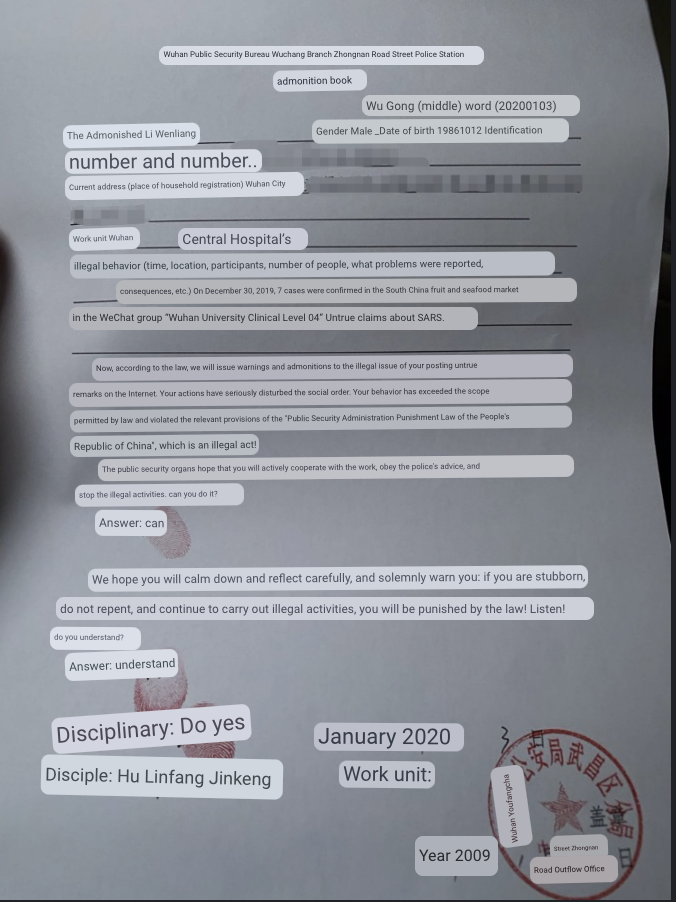 Wuhan Public Security Bureau Wuchang Branch Zhongnan Road Street Police Station
admonition book
Wu Gong (middle) word (20200103)
The Admonished Li Wenliang Gender Male _Date of birth 19861012 Identification
number and number..
Current address (place of household registration) Wuhan City
Work unit Wuhan Central Hospital's
illegal behavior (time, location, participants, number of people, what problems were reported,
consequences, etc.) On December 30, 2019, 7 cases were confirmed in the South China fruit and seafood market
in the WeChat group “Wuhan University Clinical Level 04” Untrue claims about SARS.
Now, according to the law, we will issue warnings and admonitions to the illegal issue of your posting untrue
remarks on the Internet. Your actions have seriously disturbed the social order. Your behavior has exceeded the scope
permitted by law and violated the relevant provisions of the "Public Security Administration Punishment Law of the People's
Republic of China", which is an illegal act!
The public security organs hope that you will actively cooperate with the work, obey the police's advice, and
stop the illegal activities. can you do it?
Answer: can
We hope you will calm down and reflect carefully, and solemnly warn you: if you are stubborn,
do not repent, and continue to carry out illegal activities, you will be punished by the law! Listen!
do you understand?
Answer: understand
Disciplinary: Do yes
January 2020
3日
Disciple: Hu Linfang Jinkeng
Work unit:
公安局武昌区分局
Wuhan Youfangcha
Year 2009
日
Street Zhongnan
Road Outflow Office